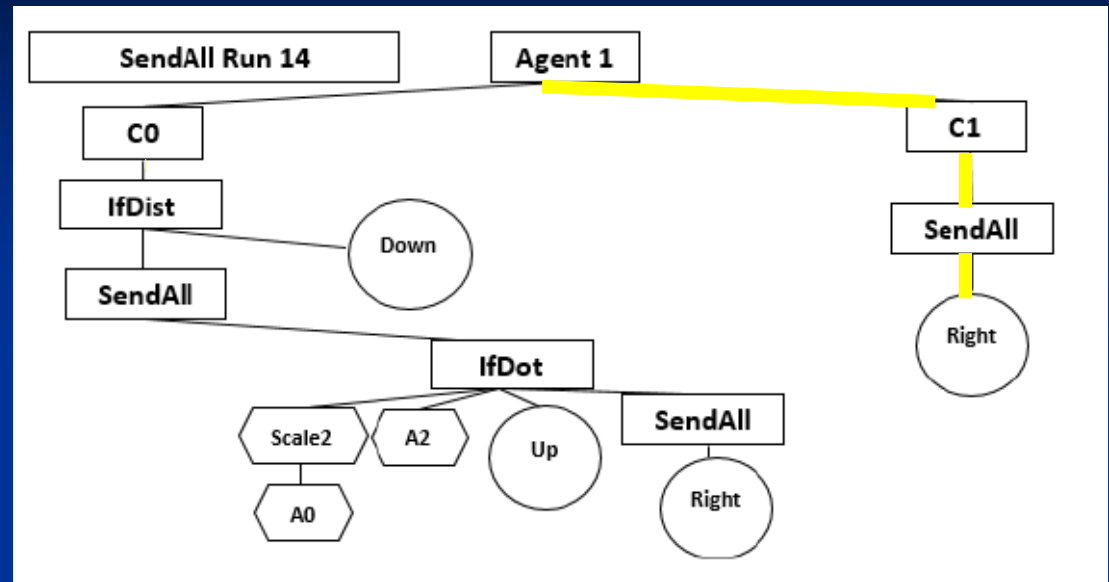 SendAll Run 14
Agent 1
C0
C1
IfDist
SendAll
Down
SendAll
Right
IfDot
Scale2
A2
Up
SendAll
A0
Right